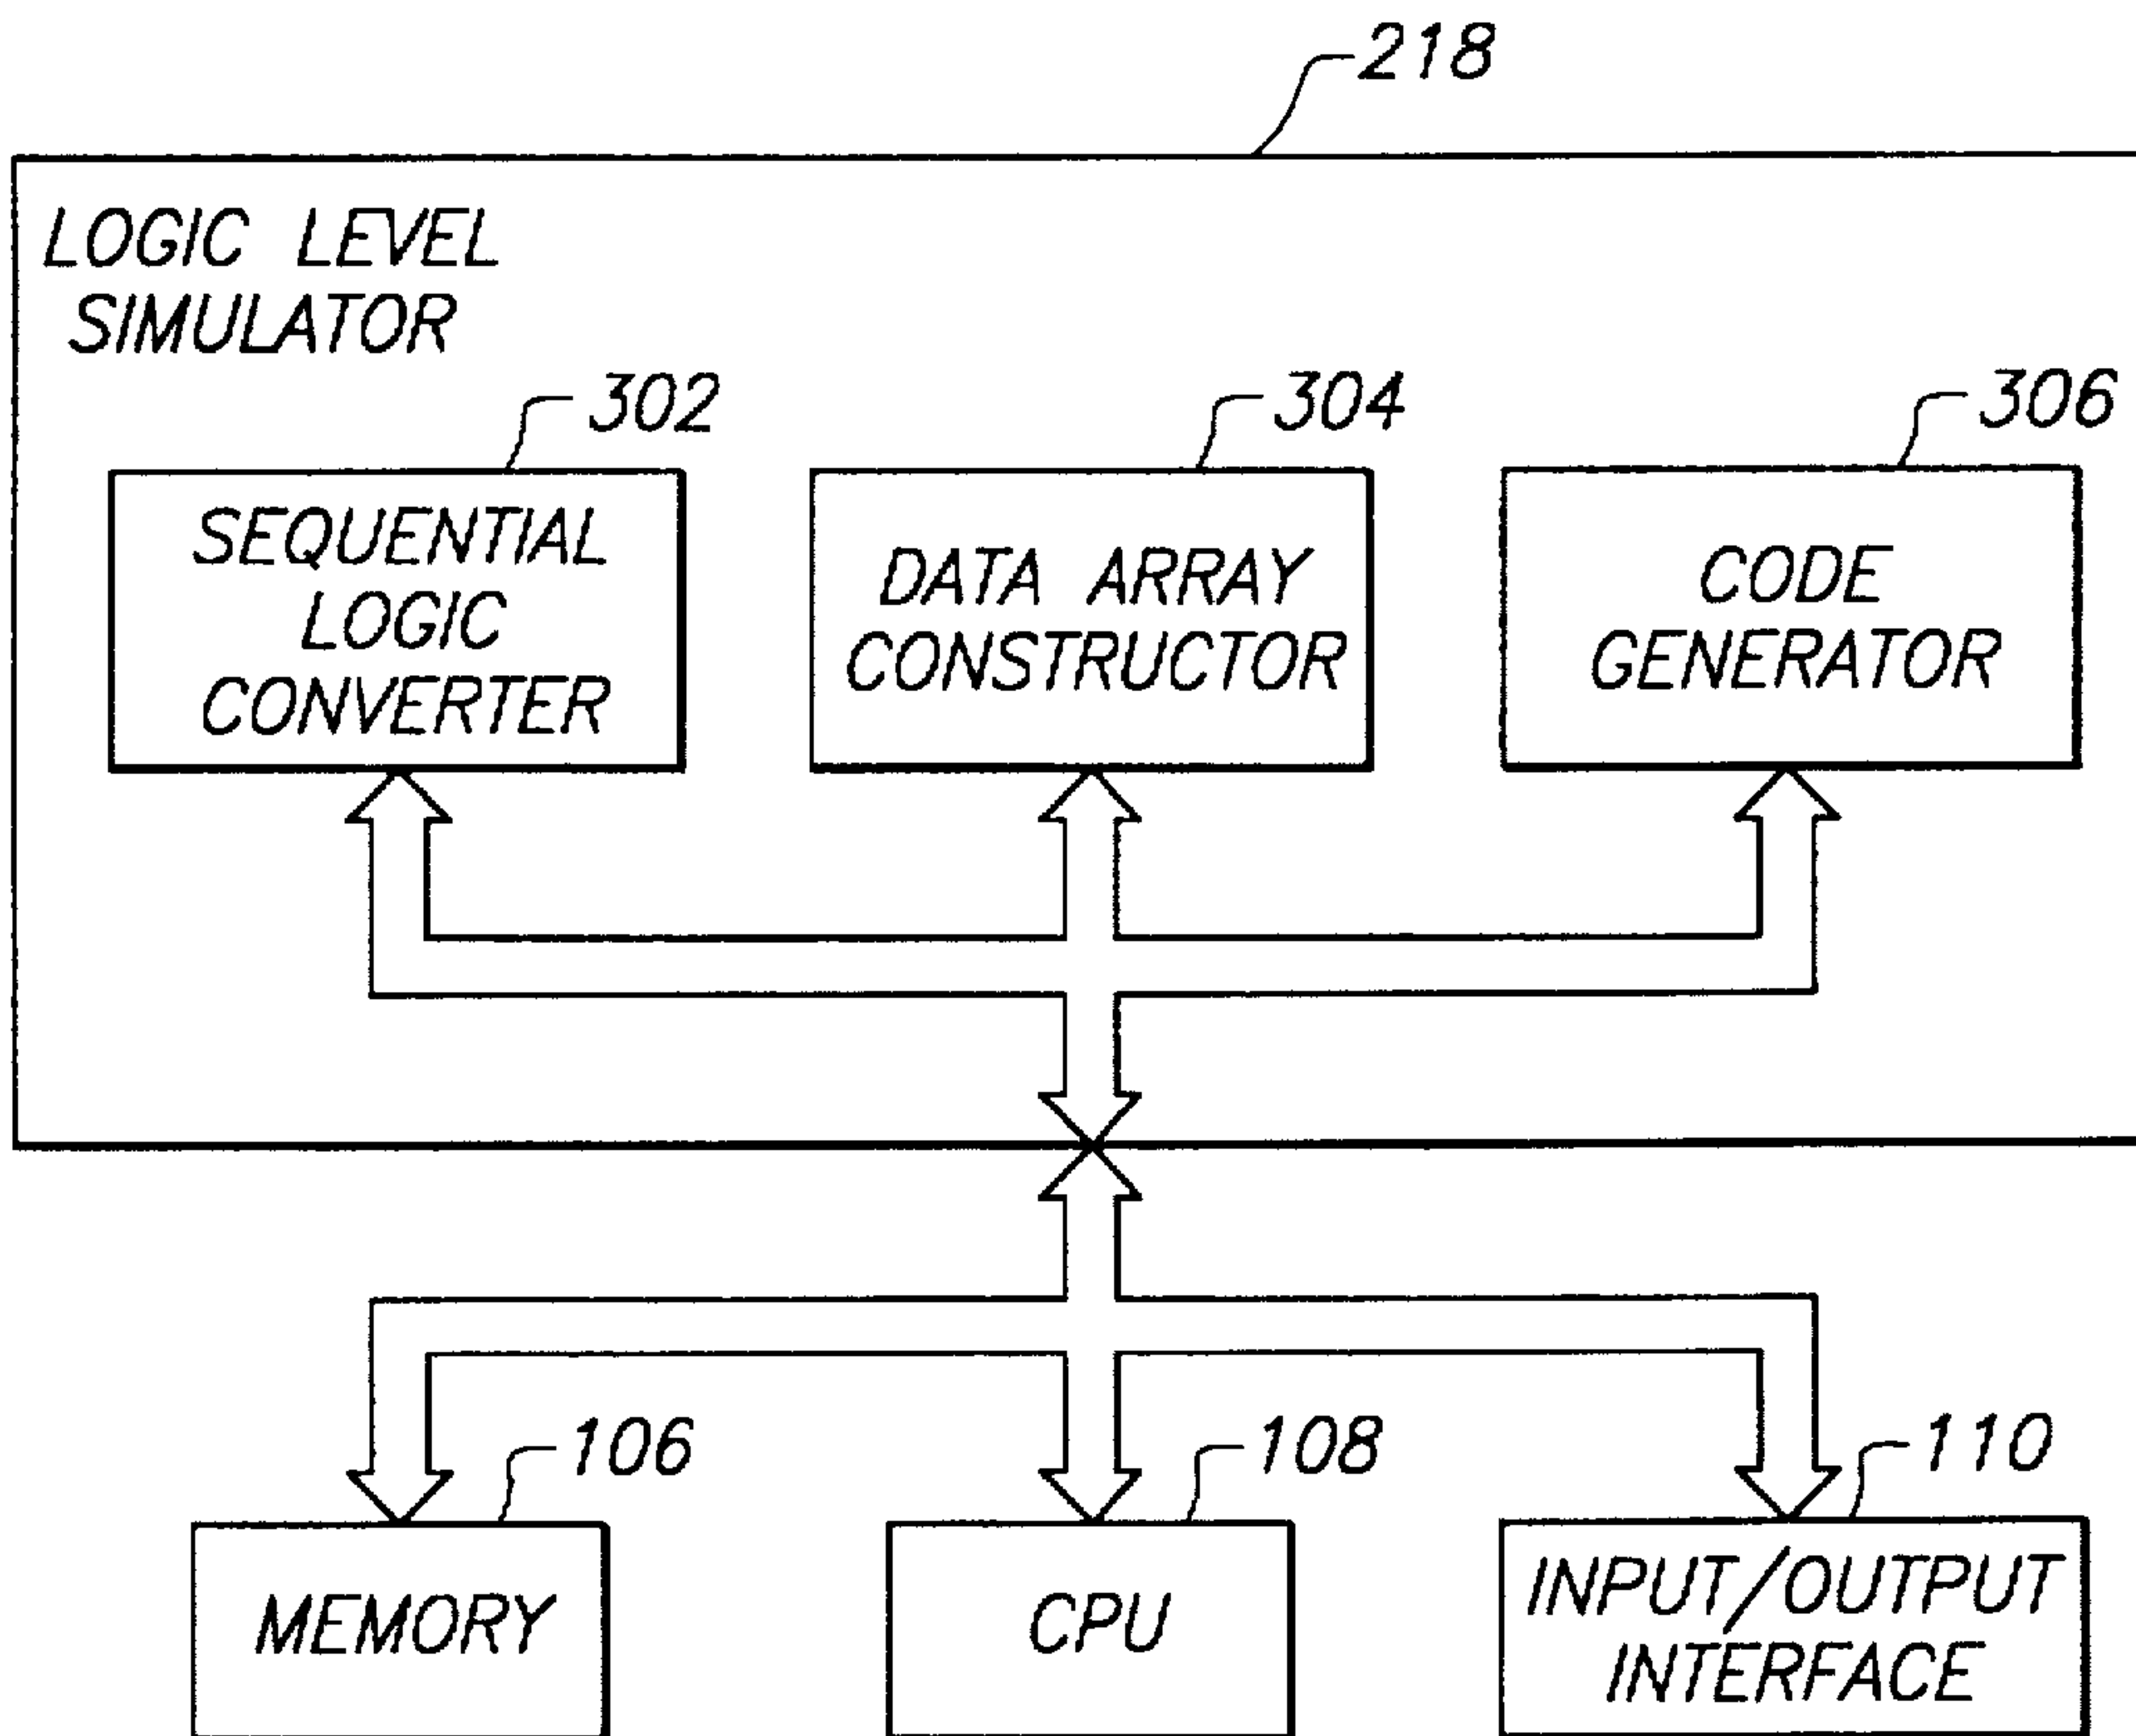 218
LOGIC LEVEL
SIMULATOR
302
304
306
SEQUENTIAL
LOGIC
CONVERTER
DATA ARRAY
CONSTRUCTOR
CODE
GENERATOR
106
108
110
MEMORY
CPU
INPUT/OUTPUT
INTERFACE